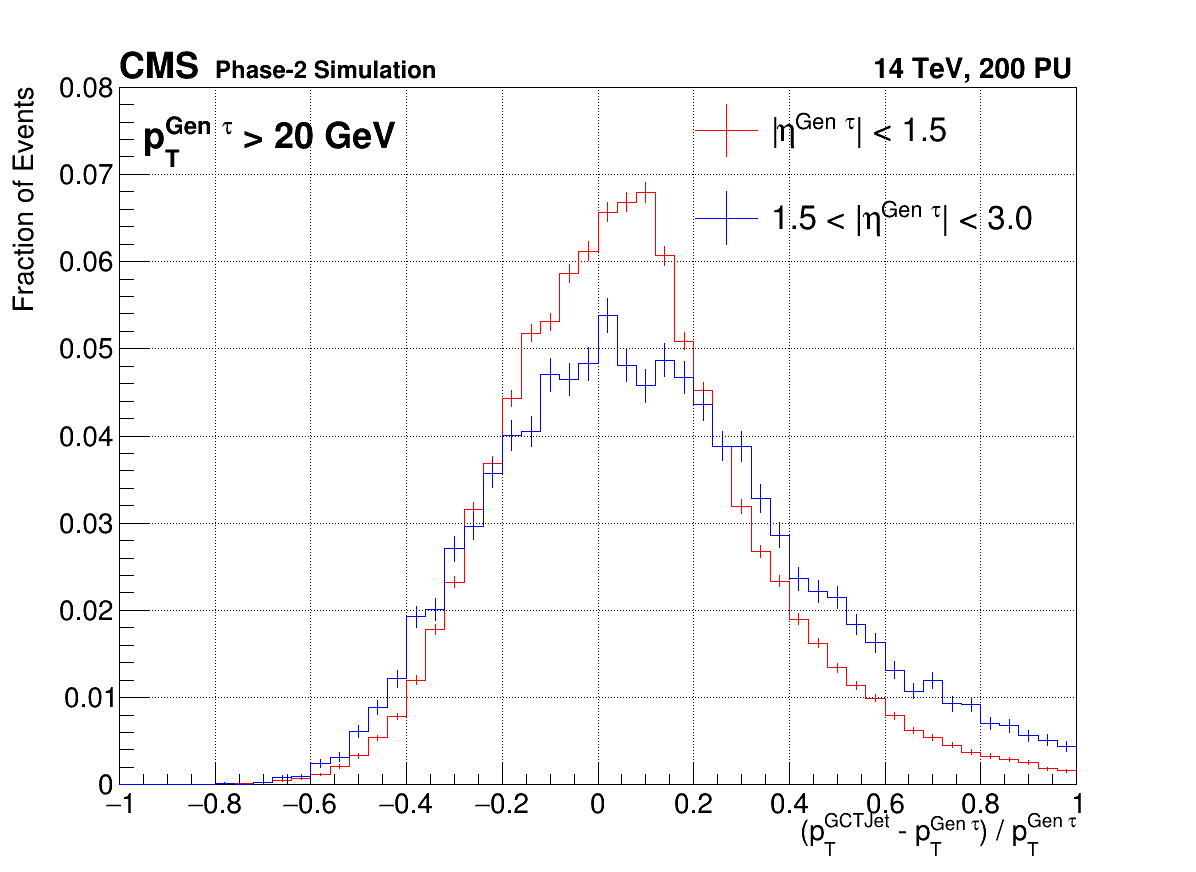 CMS Phase-2 Simulation 14 TeV, 200 PU
Fraction of Events
p_T^{Gen τ} > 20 GeV
|η^{Gen τ}| < 1.5
1.5 < |η^{Gen τ}| < 3.0
0.08
0.07
0.06
0.05
0.04
0.03
0.02
0.01
0
−1 −0.8 −0.6 −0.4 −0.2 0 0.2 0.4 0.6 0.8 1
(p_T^{GCTJet} - p_T^{Gen τ}) / p_T^{Gen τ}